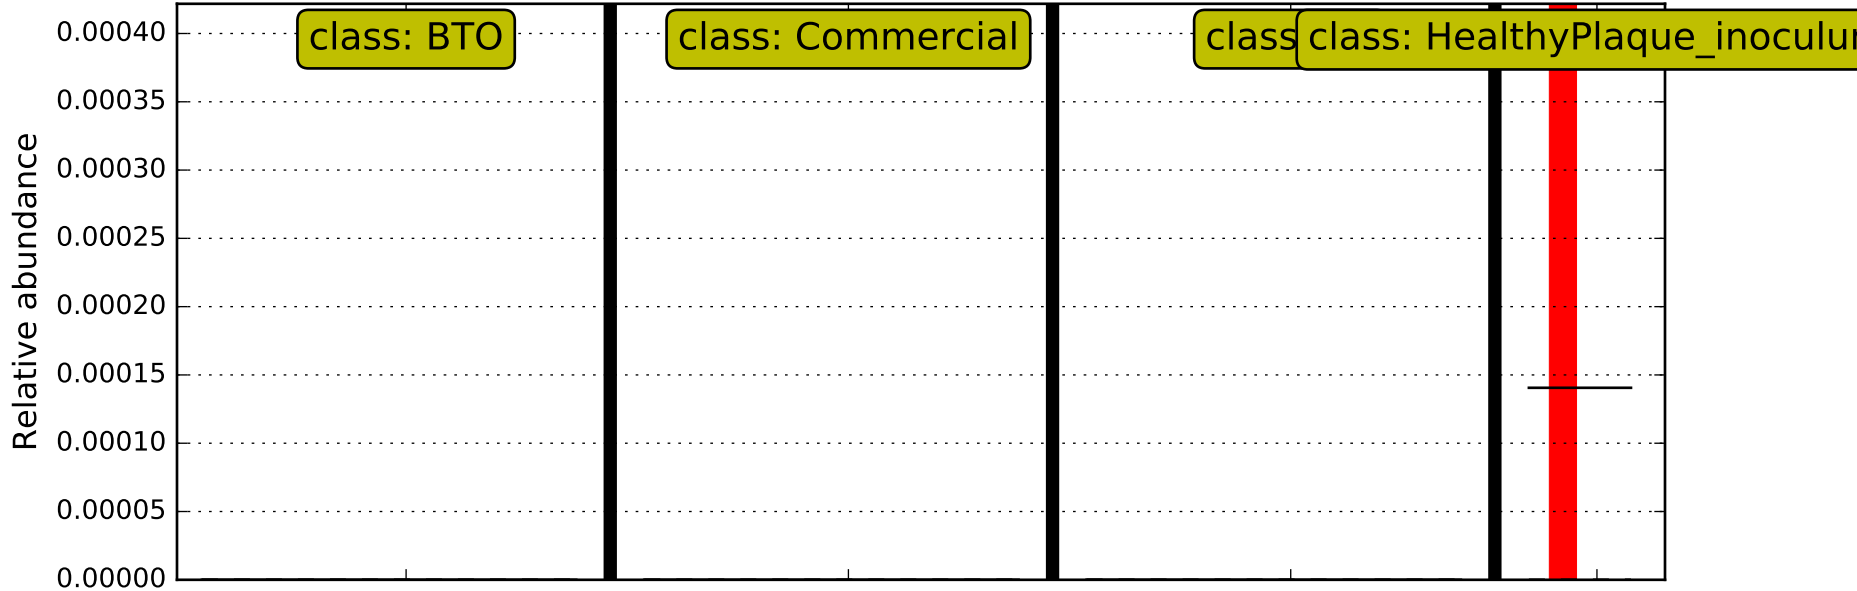 0.00040
0.00035
0.00030
0.00025
0.00020
0.00015
0.00010
0.00005
0.00000
Relative abundance
class: BTO
class: Commercial
class
class: HealthyPlaque_inoculu